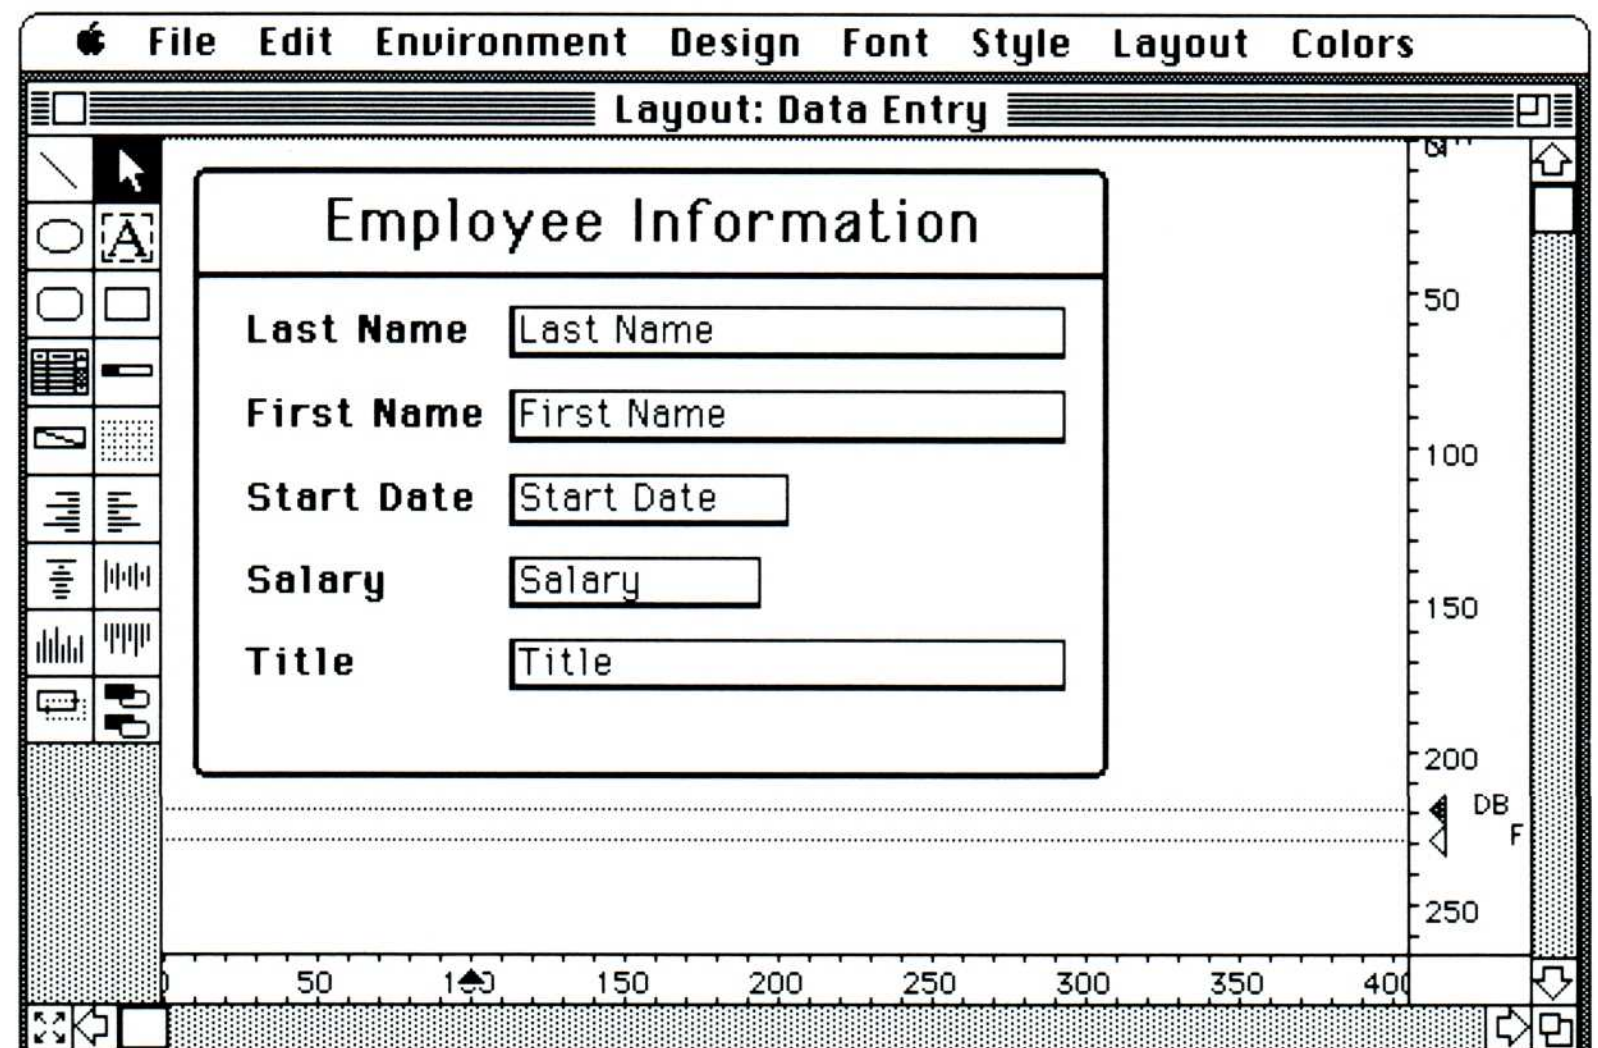 File Edit Environment Design Font Style Layout Colors
Layout: Data Entry
A
Employee Information
Last Name Last Name
First Name First Name
Start Date Start Date
Salary Salary
Title Title
50
100
150
200
DB
F
250
50 100 150 200 250 300 350 400